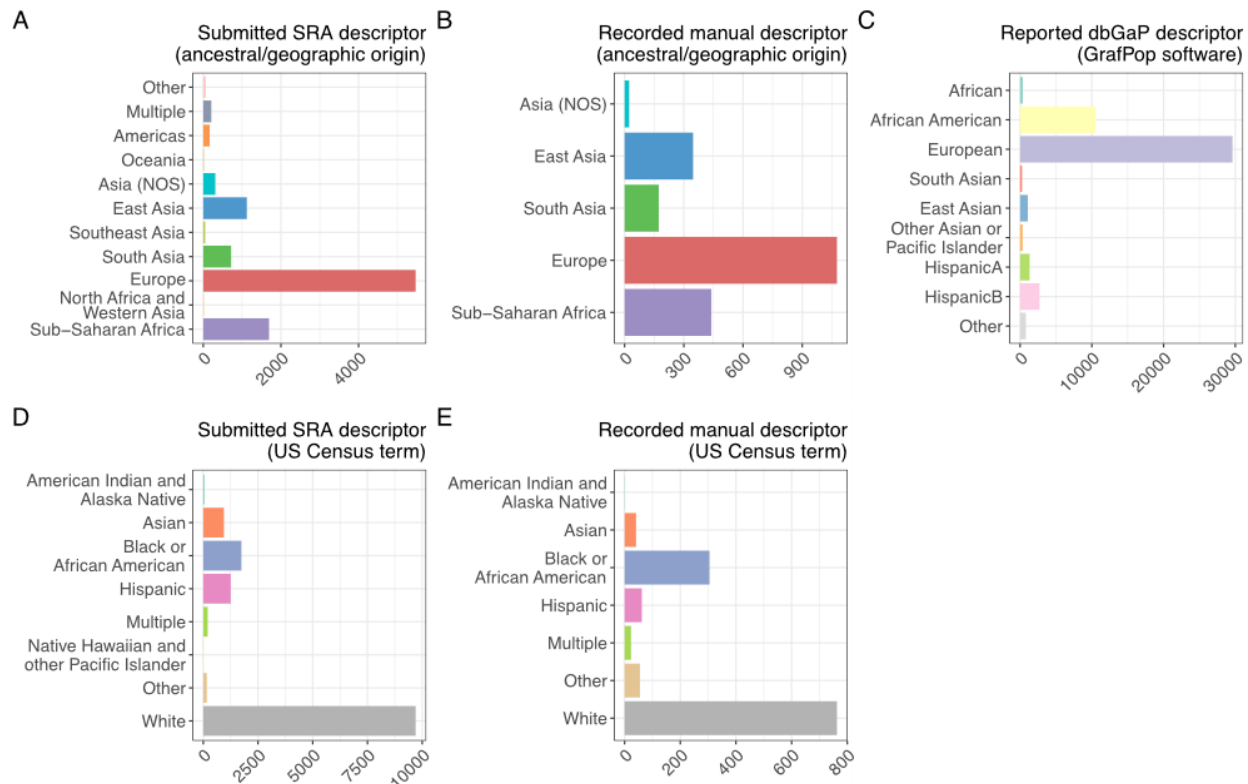 A
Submitted SRA descriptor
(ancestral/geographic origin)
Other
Multiple
Americas
Oceania
Asia (NOS)
East Asia
Southeast Asia
South Asia
Europe
North Africa and
Western Asia
Sub−Saharan Africa
0
2000
4000
B
Recorded manual descriptor
(ancestral/geographic origin)
Asia (NOS)
East Asia
South Asia
Europe
Sub−Saharan Africa
0
300
600
900
C
Reported dbGaP descriptor
(GrafPop software)
African
African American
European
South Asian
East Asian
Other Asian or
Pacific Islander
HispanicA
HispanicB
Other
0
10000
20000
30000
D
Submitted SRA descriptor
(US Census term)
American Indian and
Alaska Native
Asian
Black or
African American
Hispanic
Multiple
Native Hawaiian and
other Pacific Islander
Other
White
0
2500
5000
7500
10000
E
Recorded manual descriptor
(US Census term)
American Indian and
Alaska Native
Asian
Black or
African American
Hispanic
Multiple
Other
White
0
200
400
600
800